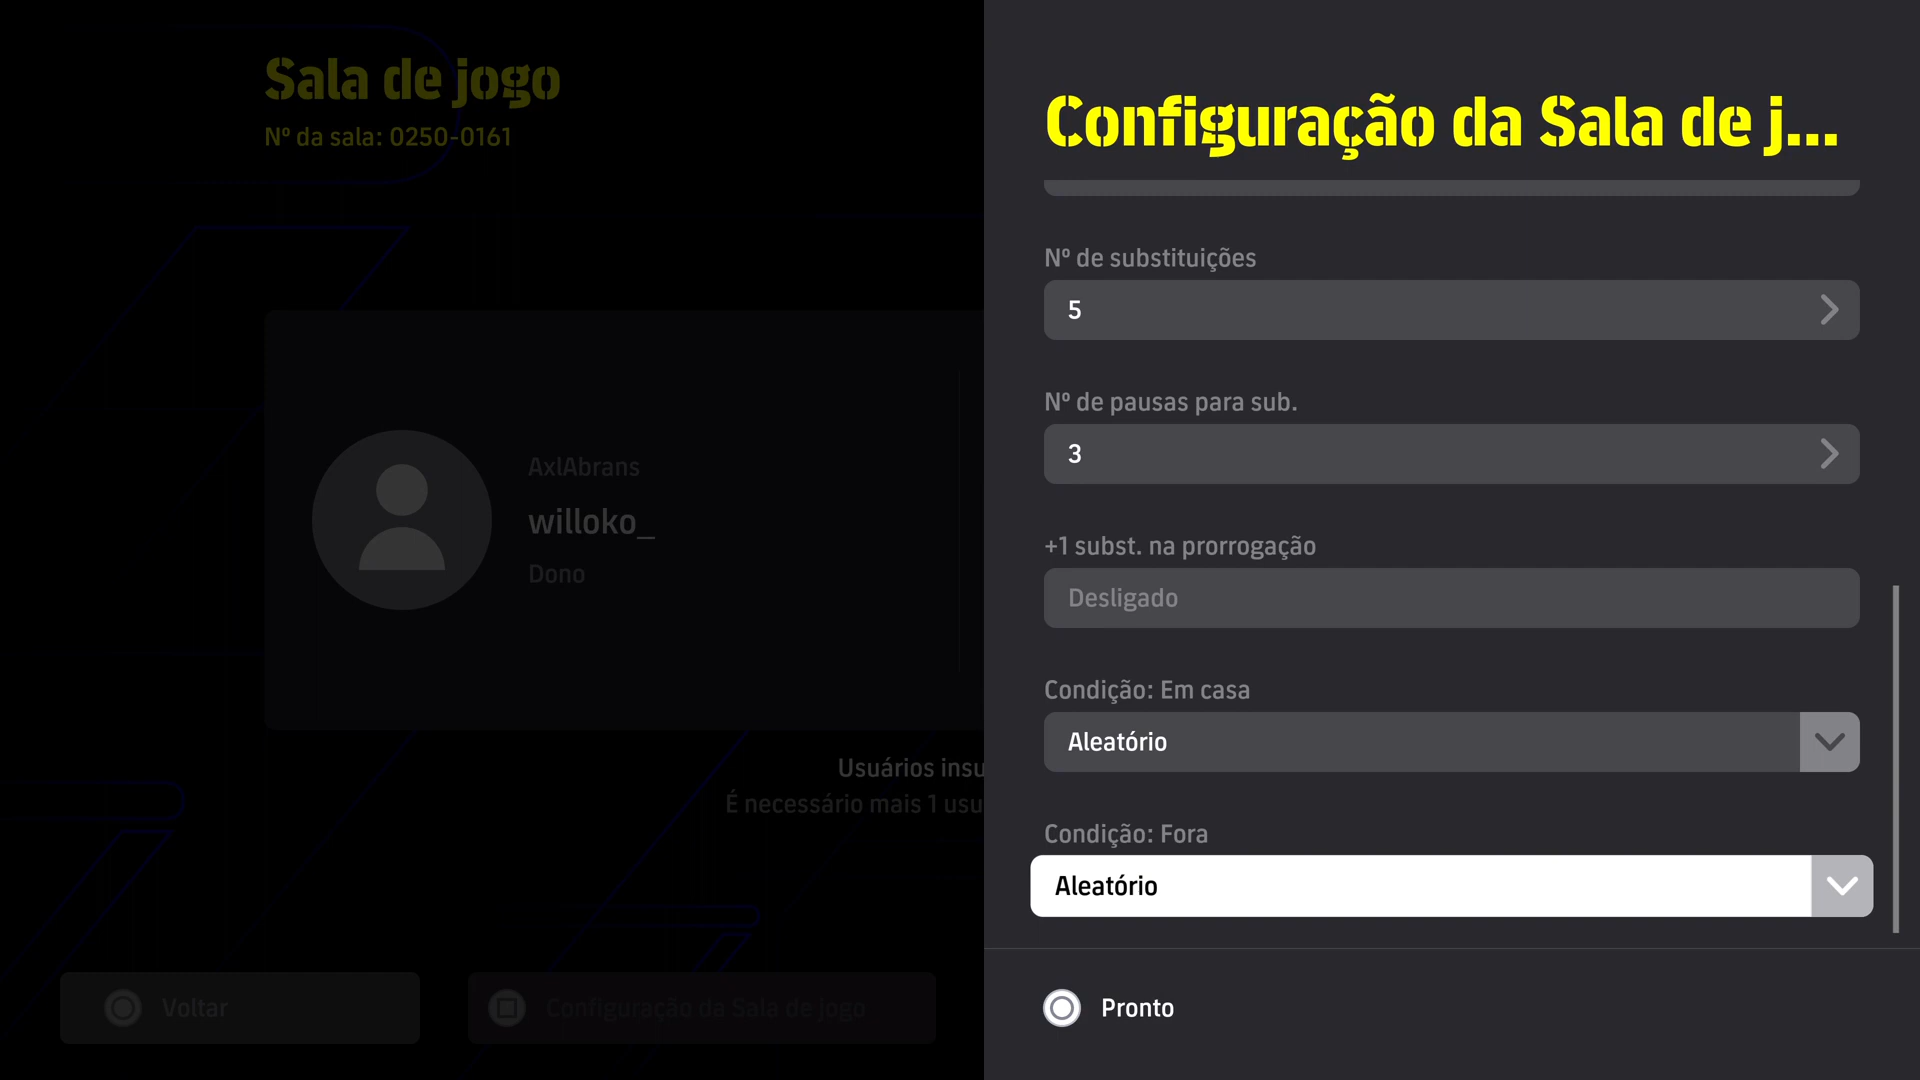 Sala de jogo
Nº da sala: 0250-0161
AxlAbrans
willoko_
Dono
Usuários insu
É necessário mais 1 usu
Voltar
Configuração da Sala de jogo
Configuração da Sala de j...
Nº de substituições
5
Nº de pausas para sub.
3
+1 subst. na prorrogação
Desligado
Condição: Em casa
Aleatório
Condição: Fora
Aleatório
Pronto